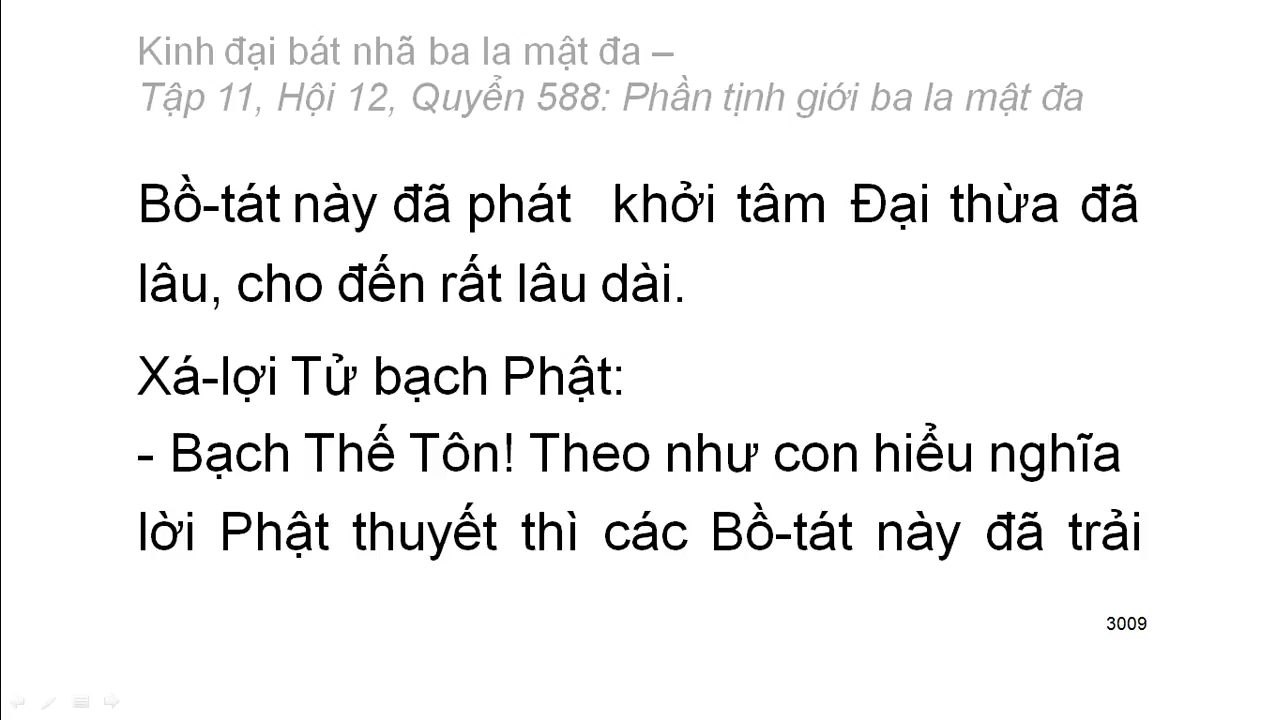 Kinh đại bát nhã ba la mật đa –
Tập 11, Hội 12, Quyển 588: Phần tịnh giới ba la mật đa
Bồ-tát này đã phát khởi tâm Đại thừa đã
lâu, cho đến rất lâu dài.
Xá-lợi Tử bạch Phật:
- Bạch Thế Tôn! Theo như con hiểu nghĩa
lời Phật thuyết thì các Bồ-tát này đã trải
3009